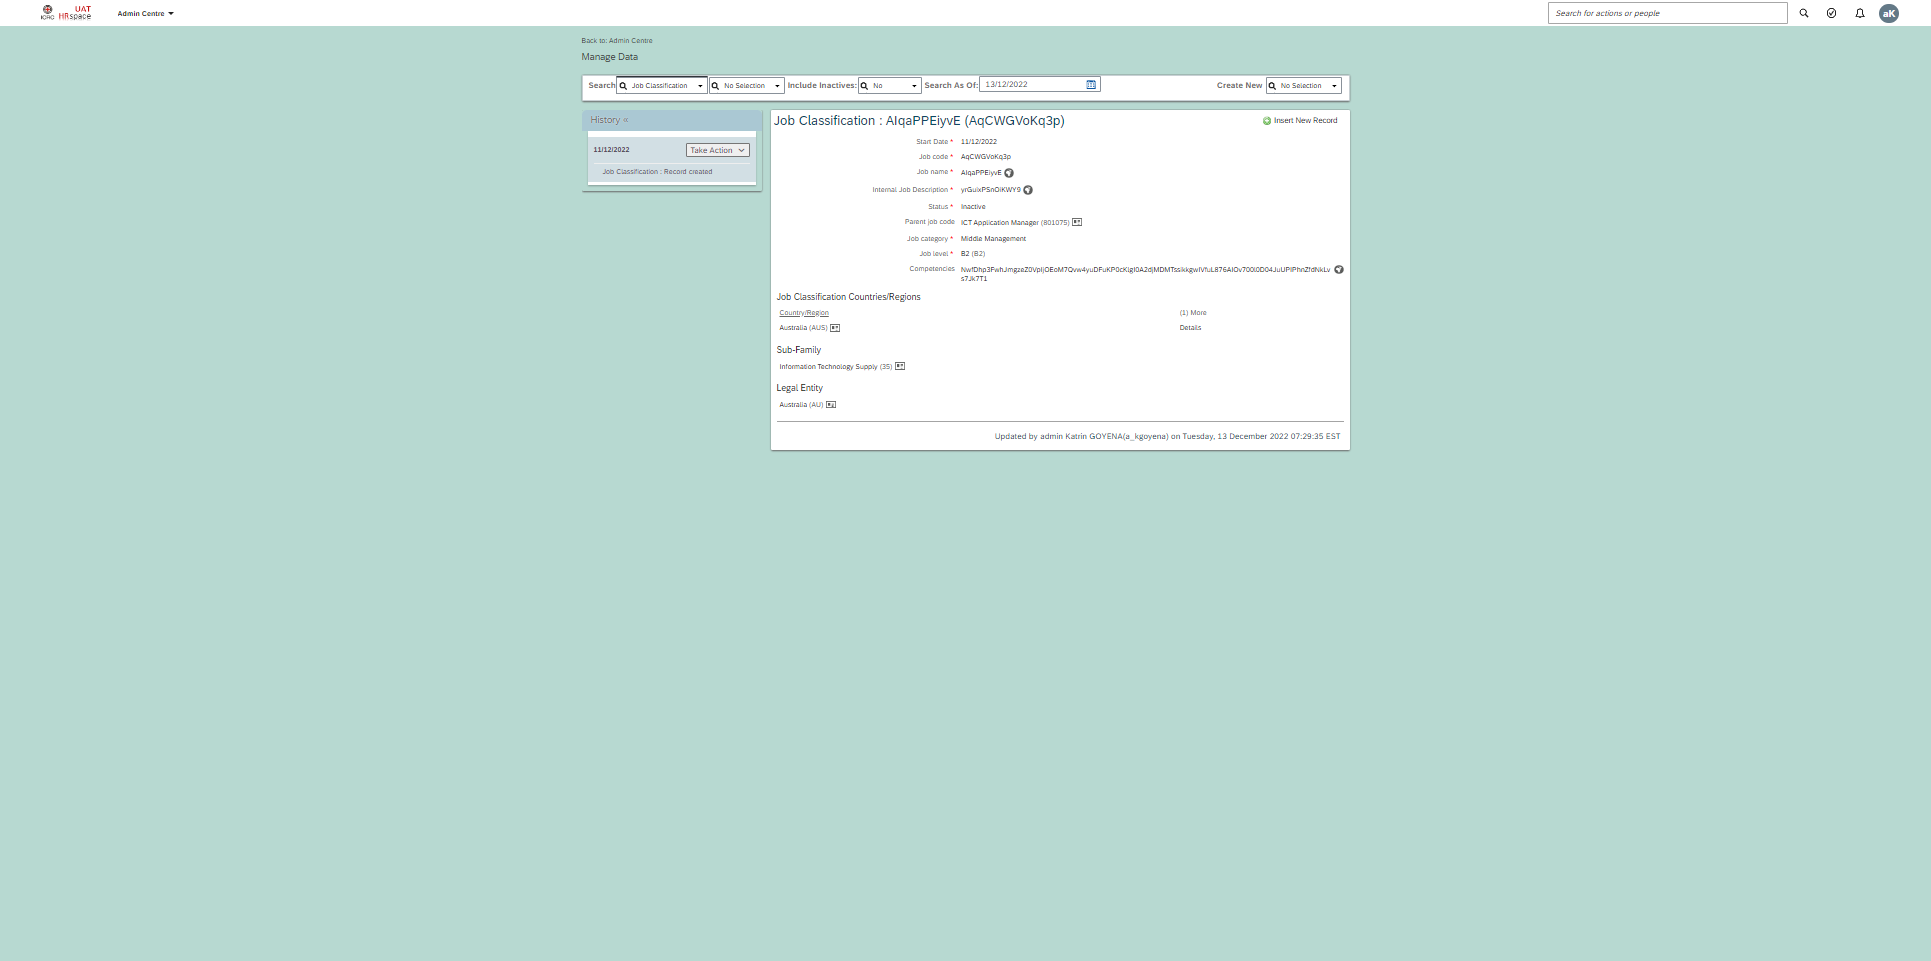 ICRC UAT HRspace Admin Centre Search for actions or people aK
Back to: Admin Centre
Manage Data
Search Job Classification No Selection Include Inactives: No Search As Of: 13/12/2022 Create New No Selection
History «
11/12/2022 Take Action
Job Classification : Record created
Job Classification : AIqaPPEiyvE (AqCWGVoKq3p) Insert New Record
Start Date * 11/12/2022
Job code * AqCWGVoKq3p
Job name * AIqaPPEiyvE
Internal Job Description * yrGuixPSnOiKWY9
Status * Inactive
Parent job code ICT Application Manager (801075)
Job category * Middle Management
Job level * B2 (B2)
Competencies
s7Jk7T1
Job Classification Countries/Regions
Country/Region (1) More
Australia (AUS) Details
Sub-Family
Information Technology Supply (35)
Legal Entity
Australia (AU)
Updated by admin Katrin GOYENA(a_kgoyena) on Tuesday, 13 December 2022 07:29:35 EST